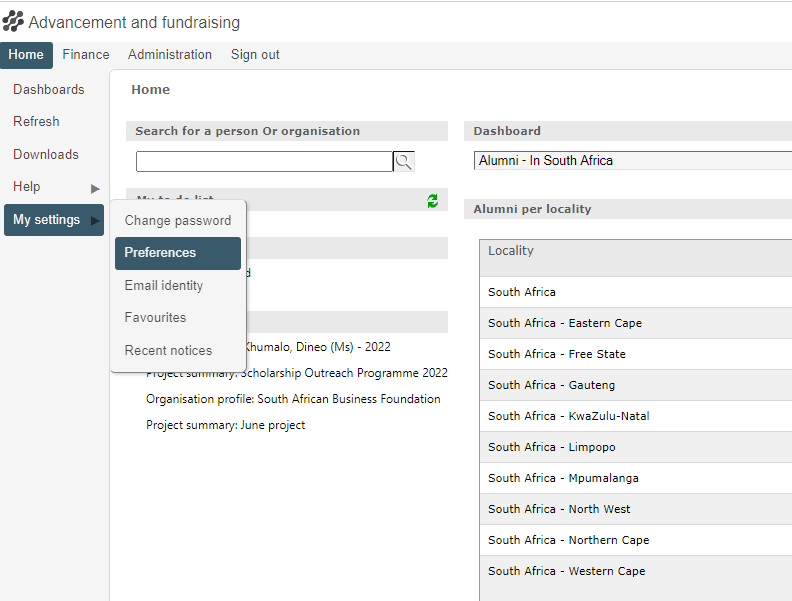 Advancement and fundraising
Home Finance Administration Sign out
Dashboards
Refresh
Downloads
Help
My settings
Change password
Preferences
Email identity
Favourites
Recent notices
Home
Search for a person Or organisation
My to do list
Khumalo, Dineo (Ms) - 2022
Project summary: Scholarship Outreach Programme 2022
Organisation profile: South African Business Foundation
Project summary: June project
Dashboard
Alumni - In South Africa
Alumni per locality
Locality
South Africa
South Africa - Eastern Cape
South Africa - Free State
South Africa - Gauteng
South Africa - KwaZulu-Natal
South Africa - Limpopo
South Africa - Mpumalanga
South Africa - North West
South Africa - Northern Cape
South Africa - Western Cape